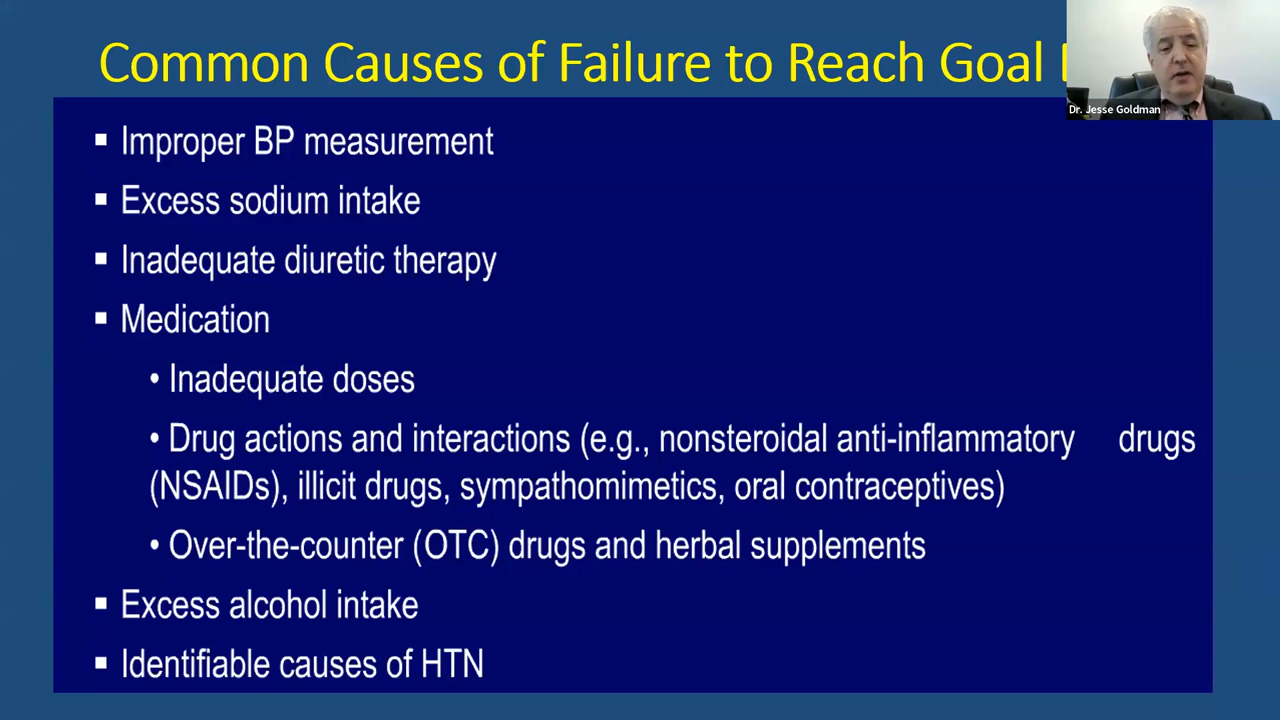 Common Causes of Failure to Reach Goal
Dr. Jesse Goldman
▪ Improper BP measurement
▪ Excess sodium intake
▪ Inadequate diuretic therapy
▪ Medication
• Inadequate doses
• Drug actions and interactions (e.g., nonsteroidal anti-inflammatory drugs
(NSAIDs), illicit drugs, sympathomimetics, oral contraceptives)
• Over-the-counter (OTC) drugs and herbal supplements
▪ Excess alcohol intake
▪ Identifiable causes of HTN